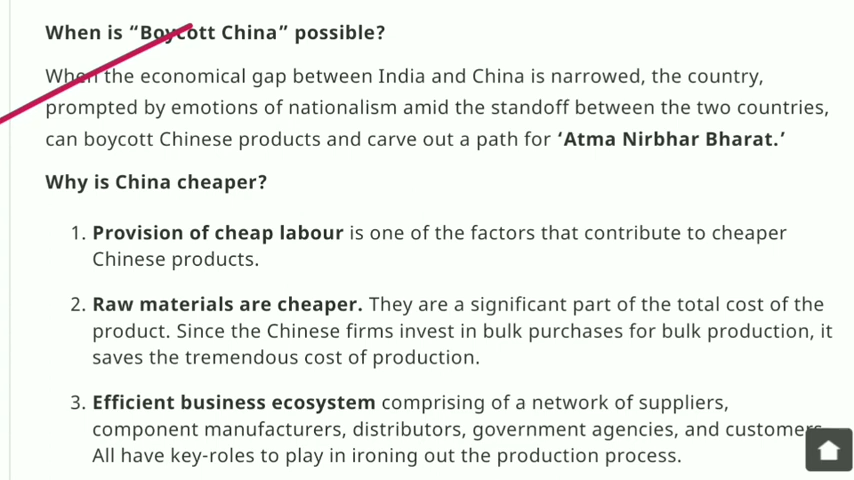 When is “Boycott China” possible?
When the economical gap between India and China is narrowed, the country,
prompted by emotions of nationalism amid the standoff between the two countries,
can boycott Chinese products and carve out a path for ‘Atma Nirbhar Bharat.’
Why is China cheaper?
1. Provision of cheap labour is one of the factors that contribute to cheaper
Chinese products.
2. Raw materials are cheaper. They are a significant part of the total cost of the
product. Since the Chinese firms invest in bulk purchases for bulk production, it
saves the tremendous cost of production.
3. Efficient business ecosystem comprising of a network of suppliers,
component manufacturers, distributors, government agencies, and customers.
All have key-roles to play in ironing out the production process.